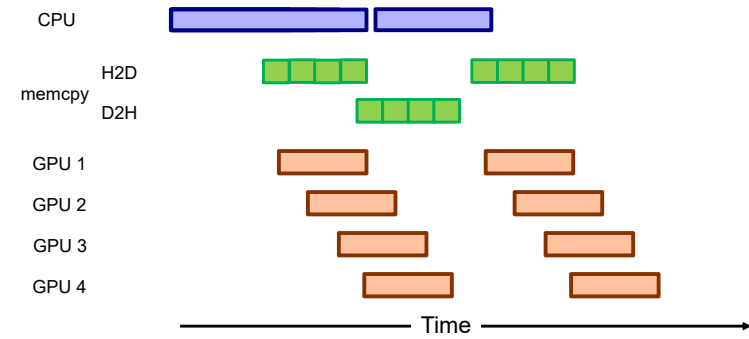 CPU
H2D
memcpy
D2H
GPU 1
GPU 2
GPU 3
GPU 4
Time